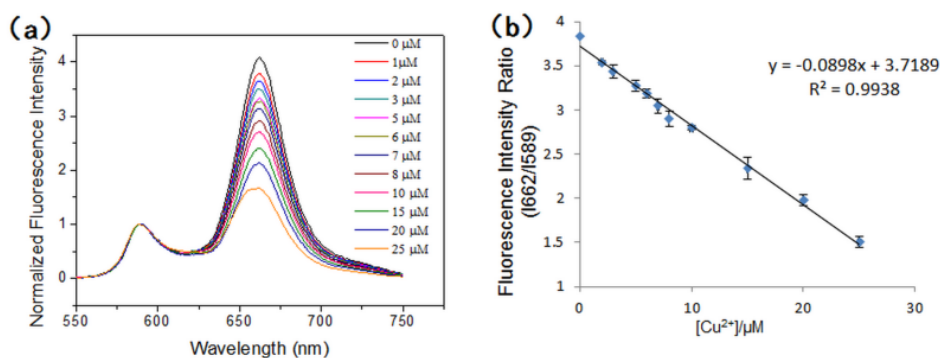 (a)
Normalized Fluorescence Intensity
4
3
2
1
0
550
600
650
700
750
Wavelength (nm)
0 μM
1μM
2 μM
3 μM
5 μM
6 μM
7 μM
8 μM
10 μM
15 μM
20 μM
25 μM
(b)
Fluorescence Intensity Ratio
(I662/I589)
4
3.5
3
2.5
2
1.5
1
0
10
20
30
[Cu²⁺]/μM
y = -0.0898x + 3.7189
R² = 0.9938